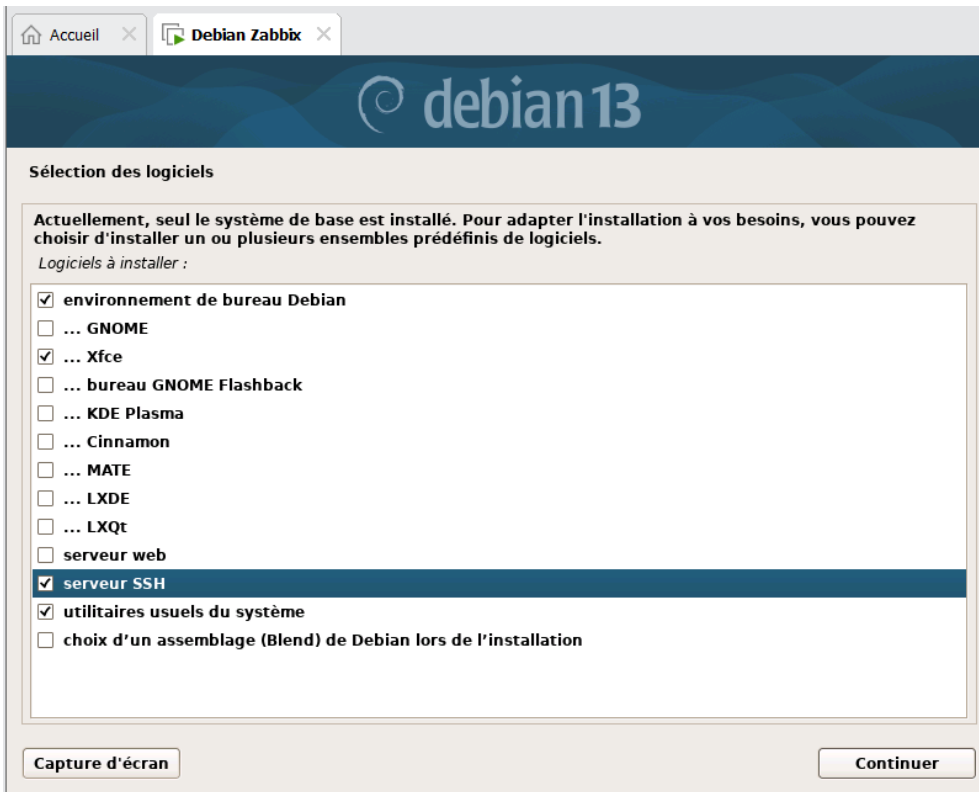 Accueil
Debian Zabbix
debian 13
Sélection des logiciels
Actuellement, seul le système de base est installé. Pour adapter l'installation à vos besoins, vous pouvez
choisir d'installer un ou plusieurs ensembles prédéfinis de logiciels.
Logiciels à installer :
environnement de bureau Debian
... GNOME
... Xfce
... bureau GNOME Flashback
... KDE Plasma
... Cinnamon
... MATE
... LXDE
... LXQt
serveur web
serveur SSH
utilitaires usuels du système
choix d’un assemblage (Blend) de Debian lors de l’installation
Capture d'écran
Continuer